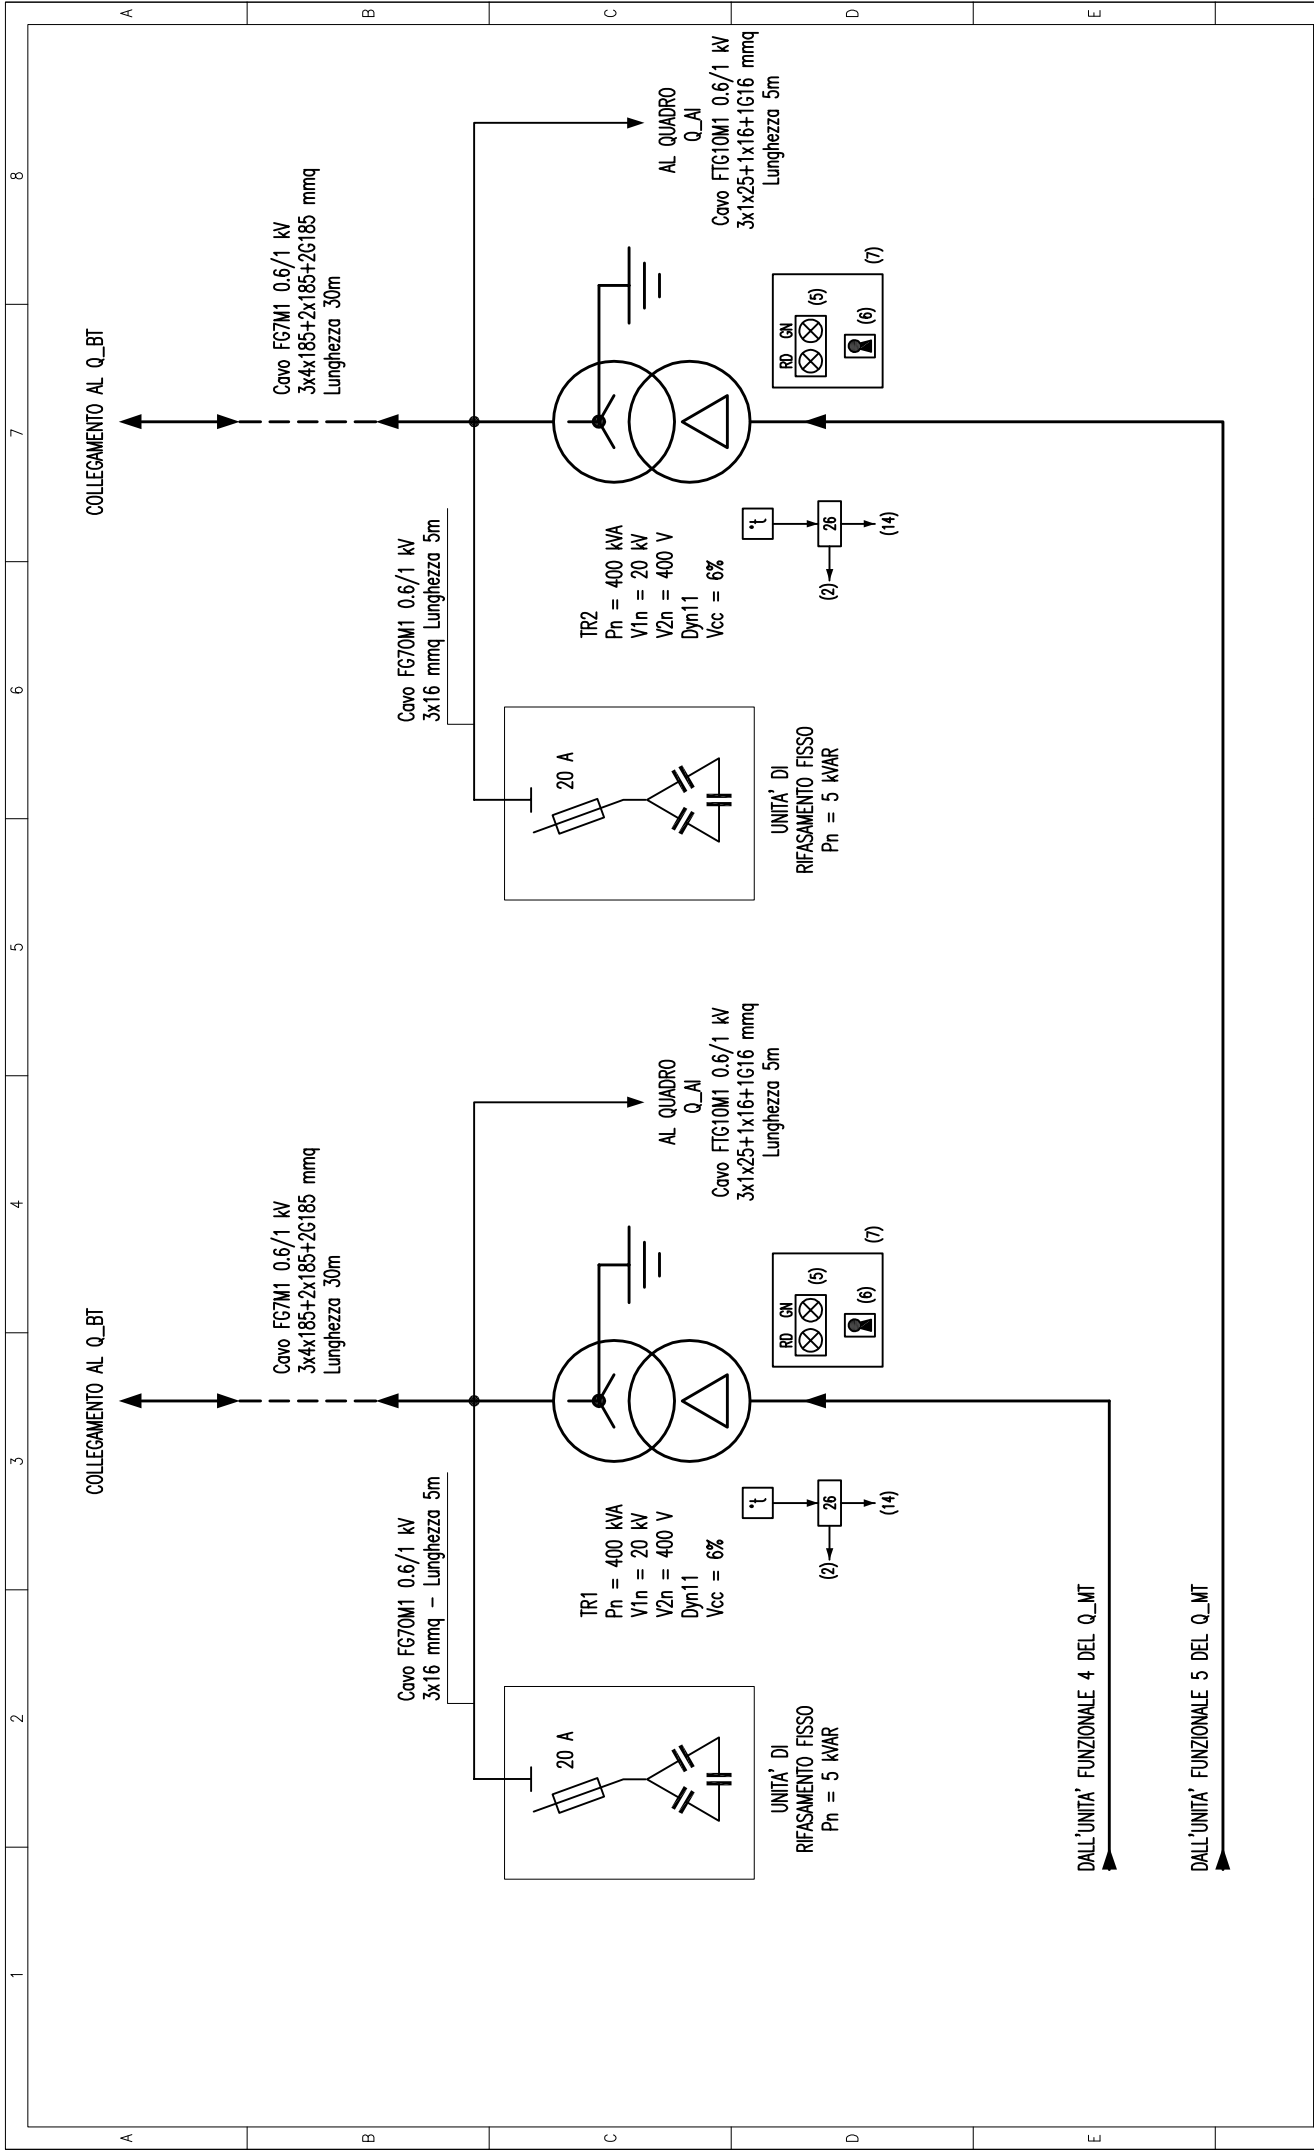 1
2
3
4
5
6
7
8
A
B
C
D
E
A
B
C
D
E
COLLEGAMENTO AL Q_BT
Cavo FG7M1 0.6/1 kV
3x4x185+2x185+2G185 mmq
Lunghezza 30m
Cavo FG7OM1 0.6/1 kV
3x16 mmq - Lunghezza 5m
20 A
UNITA' DI
RIFASAMENTO FISSO
Pn = 5 kVAR
TR1
Pn = 400 kVA
V1n = 20 kV
V2n = 400 V
Dyn11
Vcc = 6%
°t
26
(2)
(14)
RD GN
(5)
(6)
(7)
AL QUADRO
Q_AI
Cavo FTG10M1 0.6/1 kV
3x1x25+1x16+1G16 mmq
Lunghezza 5m
COLLEGAMENTO AL Q_BT
Cavo FG7M1 0.6/1 kV
3x4x185+2x185+2G185 mmq
Lunghezza 30m
Cavo FG7OM1 0.6/1 kV
3x16 mmq Lunghezza 5m
20 A
UNITA' DI
RIFASAMENTO FISSO
Pn = 5 kVAR
TR2
Pn = 400 kVA
V1n = 20 kV
V2n = 400 V
Dyn11
Vcc = 6%
°t
26
(2)
(14)
RD GN
(5)
(6)
(7)
AL QUADRO
Q_AI
Cavo FTG10M1 0.6/1 kV
3x1x25+1x16+1G16 mmq
Lunghezza 5m
DALL'UNITA' FUNZIONALE 4 DEL Q_MT
DALL'UNITA' FUNZIONALE 5 DEL Q_MT